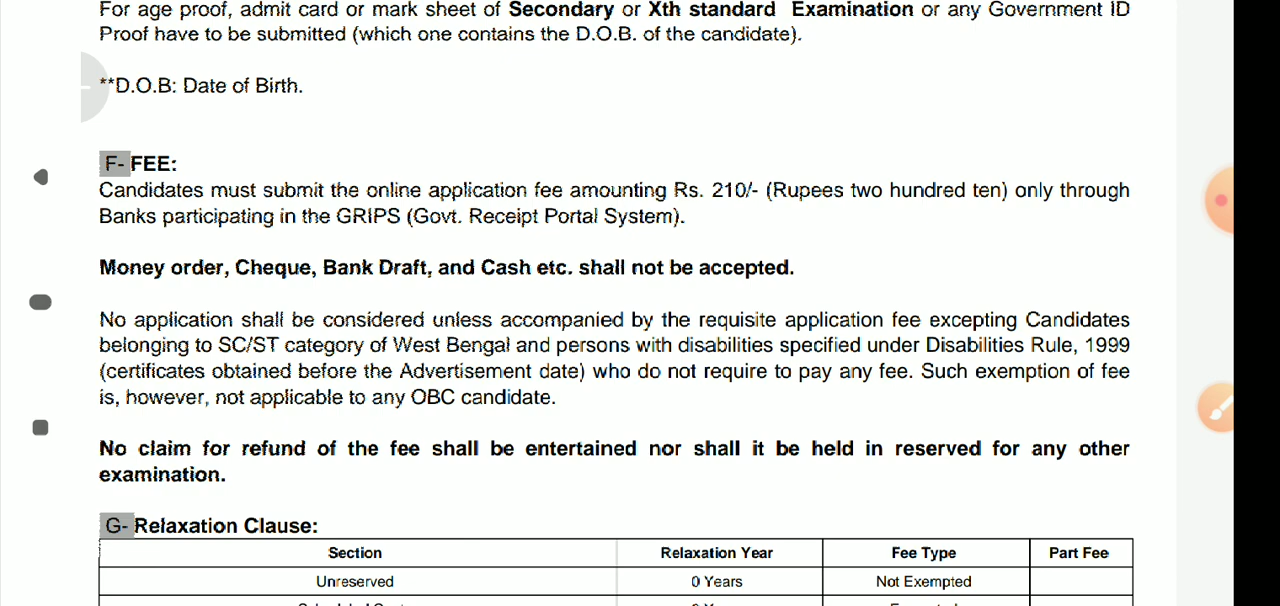 For age proof, admit card or mark sheet of Secondary or Xth standard Examination or any Government ID
Proof have to be submitted (which one contains the D.O.B. of the candidate).
**D.O.B: Date of Birth.
F- FEE:
Candidates must submit the online application fee amounting Rs. 210/- (Rupees two hundred ten) only through
Banks participating in the GRIPS (Govt. Receipt Portal System).
Money order, Cheque, Bank Draft, and Cash etc. shall not be accepted.
No application shall be considered unless accompanied by the requisite application fee excepting Candidates
belonging to SC/ST category of West Bengal and persons with disabilities specified under Disabilities Rule, 1999
(certificates obtained before the Advertisement date) who do not require to pay any fee. Such exemption of fee
is, however, not applicable to any OBC candidate.
No claim for refund of the fee shall be entertained nor shall it be held in reserved for any other
examination.
G- Relaxation Clause:
Section Relaxation Year Fee Type Part Fee
Unreserved 0 Years Not Exempted